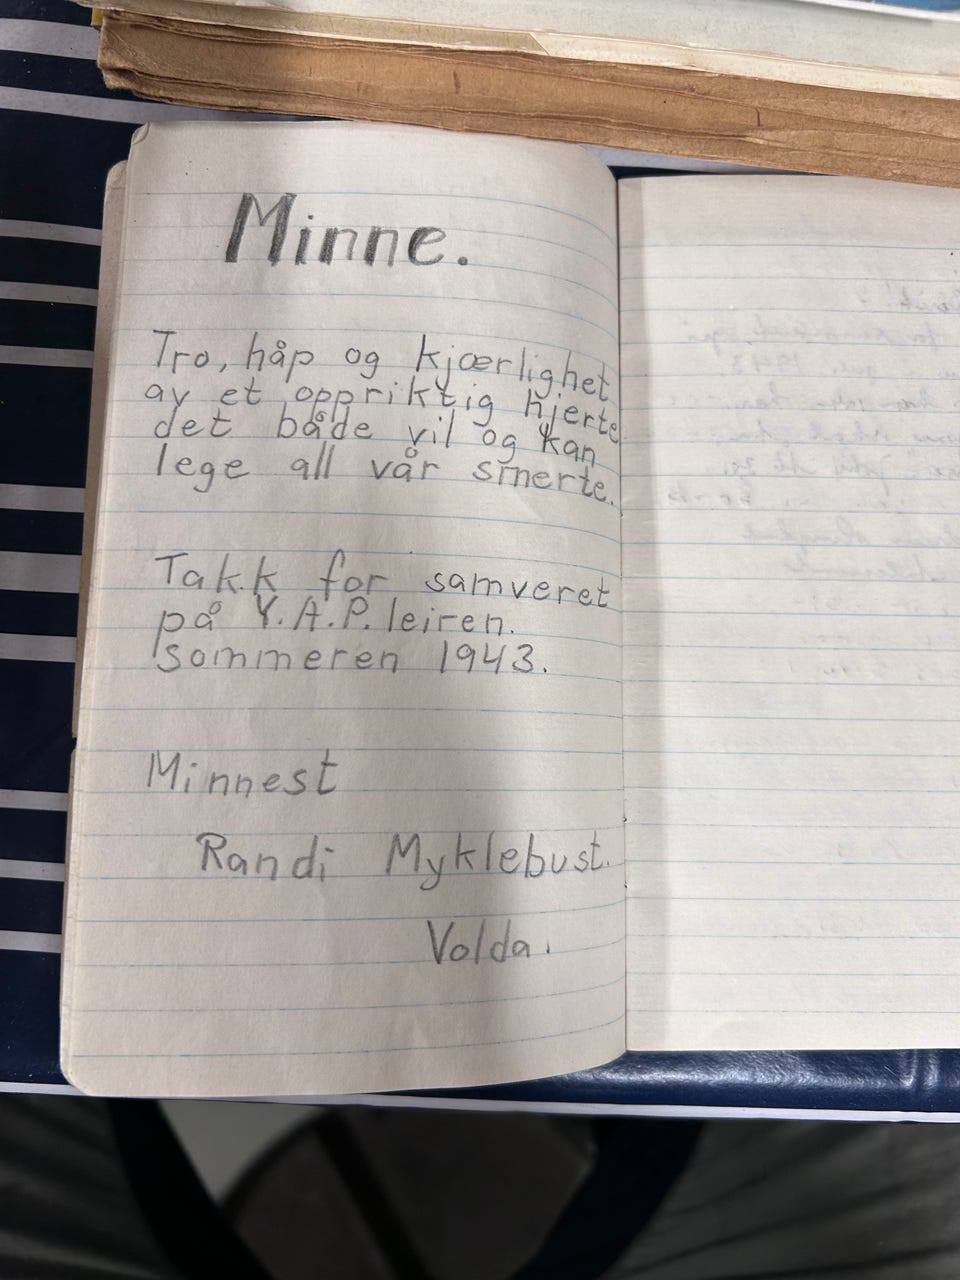 Minne.
Tro, håp og kjærlighet
av et oppriktig hjerte
det både vil og kan
lege all vår smerte.
Takk for samveret
på Y.A.P. leiren.
sommeren 1943.
Minnest
Randi Myklebust.
Volda.